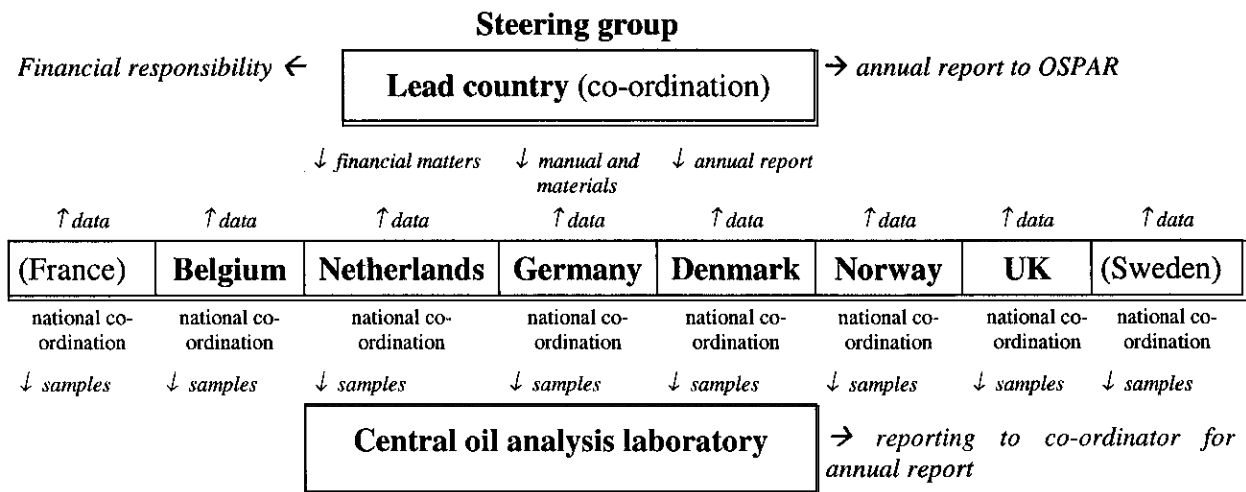 Steering group
Financial responsibility ← Lead country (co-ordination) → annual report to OSPAR
↓ financial matters ↓ manual and materials ↓ annual report
↑ data ↑ data ↑ data ↑ data ↑ data ↑ data ↑ data ↑ data
(France) Belgium Netherlands Germany Denmark Norway UK (Sweden)
national co- national co- national co- national co- national co- national co- national co- national co-
ordination ordination ordination ordination ordination ordination ordination ordination
↓ samples ↓ samples ↓ samples ↓ samples ↓ samples ↓ samples ↓ samples ↓ samples
Central oil analysis laboratory
→ reporting to co-ordinator for
annual report